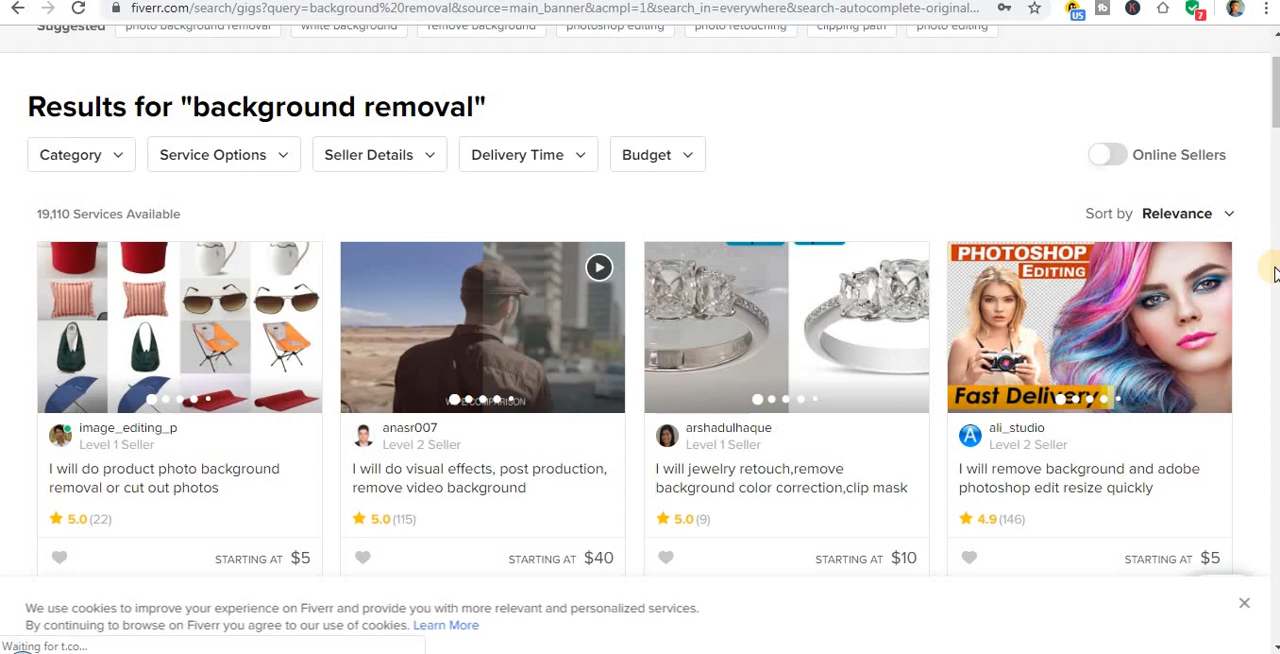 fiverr.com/search/gigs?query=background%20removal&source=main_banner&acmpl=1&search_in=everywhere&search-autocomplete-original...
US
7
Suggested photo background removal white background remove background photoshop editing photo retouching clipping path photo editing
Results for "background removal"
Category Service Options Seller Details Delivery Time Budget Online Sellers
19,110 Services Available Sort by Relevance
PHOTOSHOP
EDITING
COMPARISON
Fast Delivery
image_editing_p
Level 1 Seller
I will do product photo background
removal or cut out photos
5.0 (22)
STARTING AT $5
anasr007
Level 2 Seller
I will do visual effects, post production,
remove video background
5.0 (115)
STARTING AT $40
arshadulhaque
Level 1 Seller
I will jewelry retouch,remove
background color correction,clip mask
5.0 (9)
STARTING AT $10
A
ali_studio
Level 2 Seller
I will remove background and adobe
photoshop edit resize quickly
4.9 (146)
STARTING AT $5
We use cookies to improve your experience on Fiverr and provide you with more relevant and personalized services.
By continuing to browse on Fiverr you agree to our use of cookies. Learn More
Waiting for t.co...